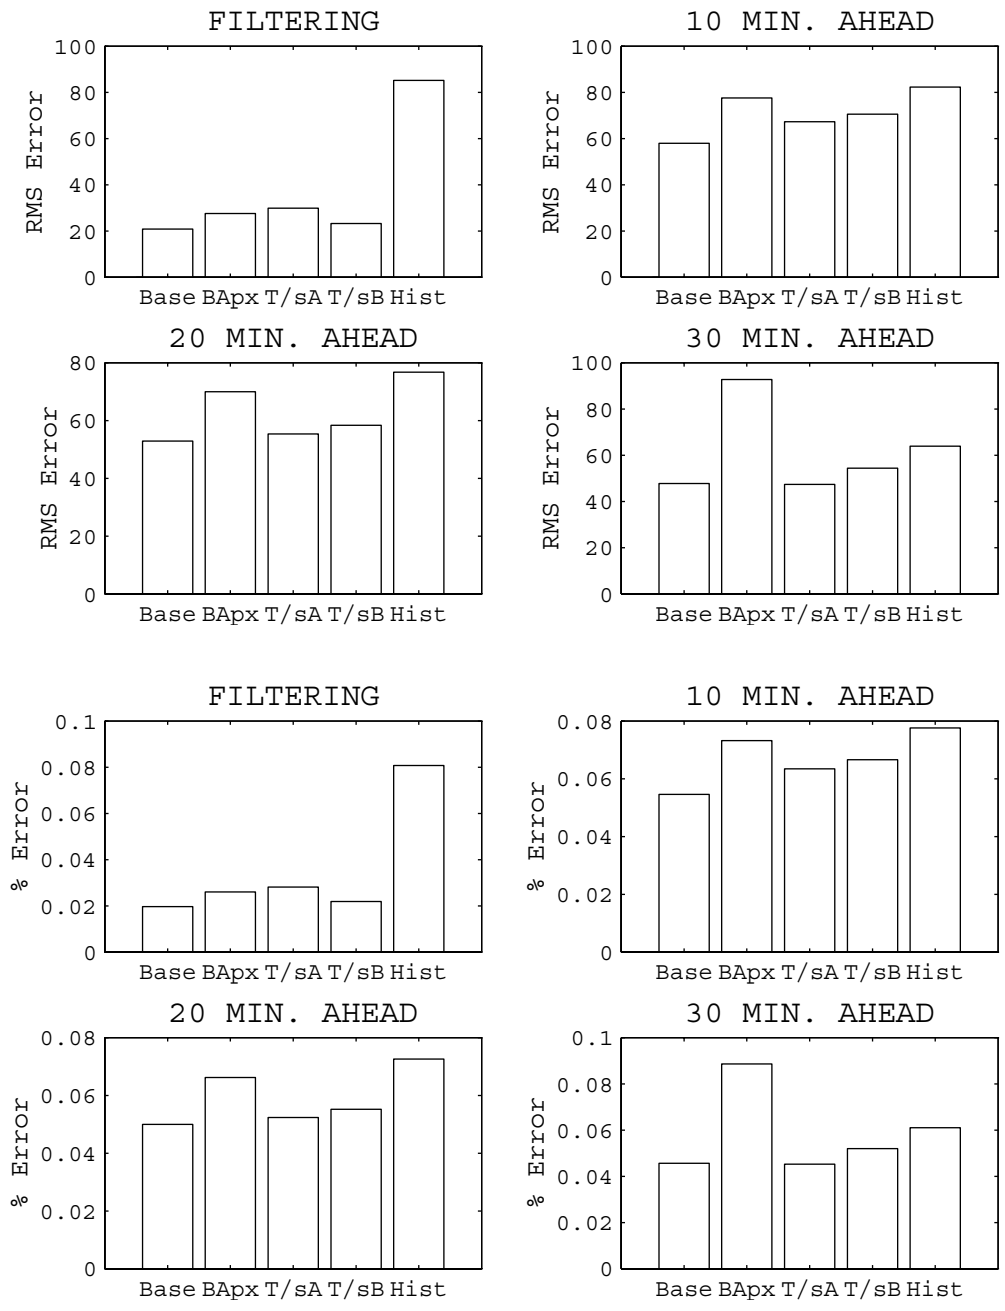 FILTERING
100
80
60
40
20
0
RMS Error
Base BApx T/sA T/sB Hist
10 MIN. AHEAD
100
80
60
40
20
0
RMS Error
Base BApx T/sA T/sB Hist
20 MIN. AHEAD
80
60
40
20
0
RMS Error
Base BApx T/sA T/sB Hist
30 MIN. AHEAD
100
80
60
40
20
0
RMS Error
Base BApx T/sA T/sB Hist
FILTERING
0.1
0.08
0.06
0.04
0.02
0
% Error
Base BApx T/sA T/sB Hist
10 MIN. AHEAD
0.08
0.06
0.04
0.02
0
% Error
Base BApx T/sA T/sB Hist
20 MIN. AHEAD
0.08
0.06
0.04
0.02
0
% Error
Base BApx T/sA T/sB Hist
30 MIN. AHEAD
0.1
0.08
0.06
0.04
0.02
0
% Error
Base BApx T/sA T/sB Hist